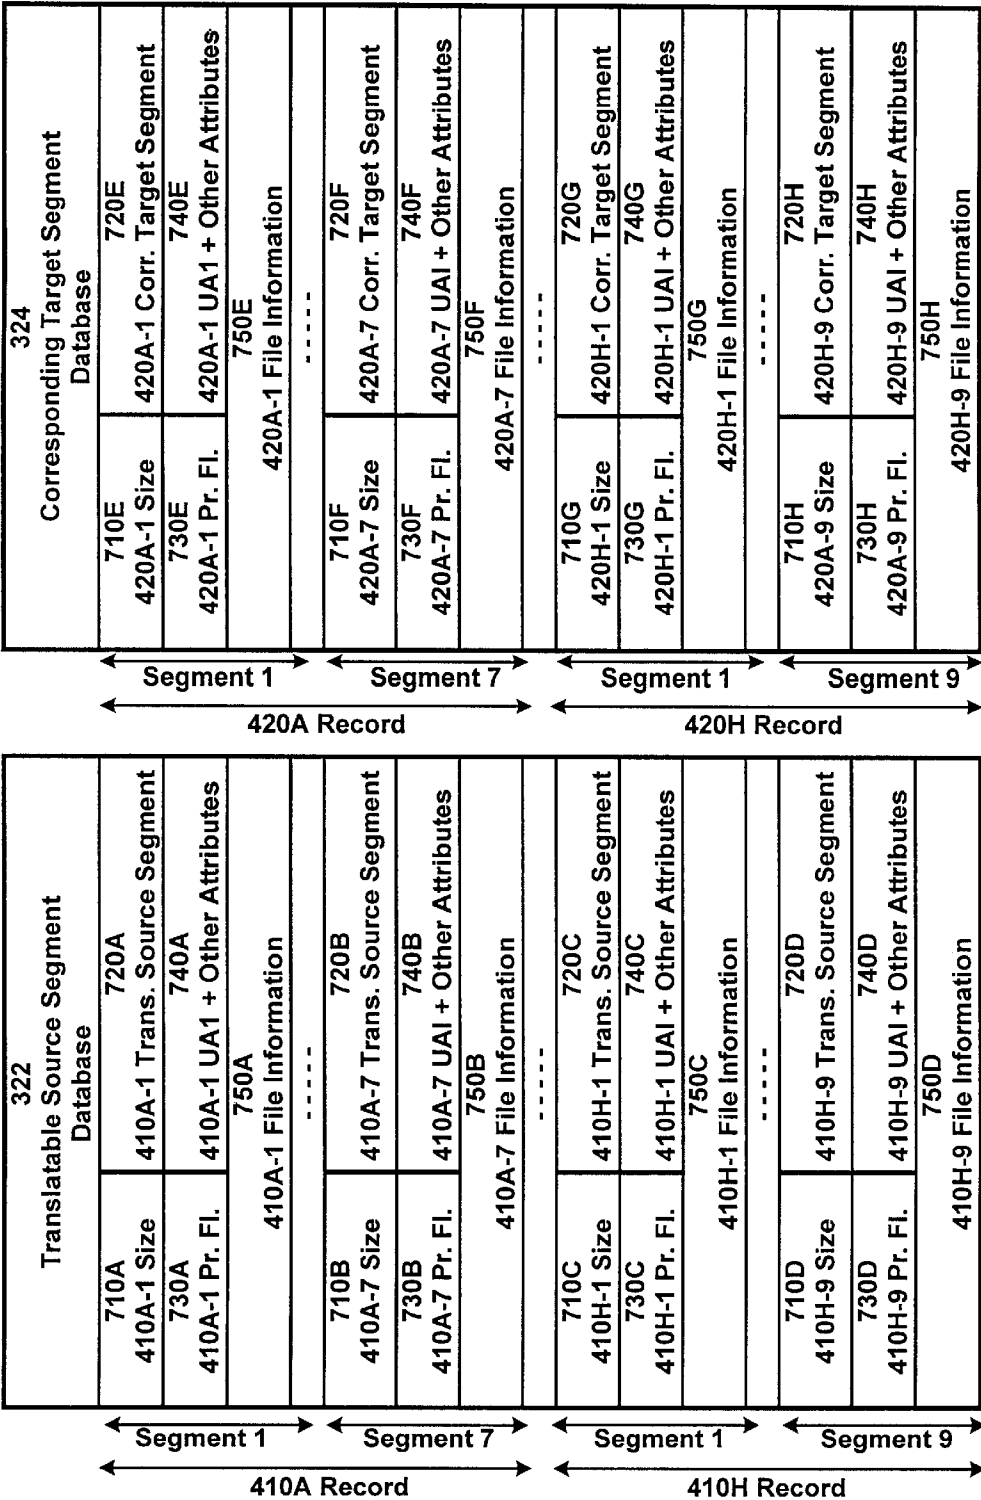 322
Translatable Source Segment
Database
710A
410A-1 Size
720A
410A-1 Trans. Source Segment
730A
410A-1 Pr. Fl.
740A
410A-1 UA1 + Other Attributes
750A
410A-1 File Information
-----
710B
410A-7 Size
720B
410A-7 Trans. Source Segment
730B
410A-7 Pr. Fl.
740B
410A-7 UAI + Other Attributes
750B
410A-7 File Information
-----
710C
410H-1 Size
720C
410H-1 Trans. Source Segment
730C
410H-1 Pr. Fl.
740C
410H-1 UAI + Other Attributes
750C
410H-1 File Information
-----
710D
410H-9 Size
720D
410H-9 Trans. Source Segment
730D
410H-9 Pr. Fl.
740D
410H-9 UAI + Other Attributes
750D
410H-9 File Information
Segment 1
Segment 7
Segment 1
Segment 9
410A Record
410H Record
324
Corresponding Target Segment
Database
710E
420A-1 Size
720E
420A-1 Corr. Target Segment
730E
420A-1 Pr. Fl.
740E
420A-1 UA1 + Other Attributes
750E
420A-1 File Information
-----
710F
420A-7 Size
720F
420A-7 Corr. Target Segment
730F
420A-7 Pr. Fl.
740F
420A-7 UAI + Other Attributes
750F
420A-7 File Information
-----
710G
420H-1 Size
720G
420H-1 Corr. Target Segment
730G
420H-1 Pr. Fl.
740G
420H-1 UAI + Other Attributes
750G
420H-1 File Information
-----
710H
420A-9 Size
720H
420H-9 Corr. Target Segment
730H
420A-9 Pr. Fl.
740H
420H-9 UAI + Other Attributes
750H
420H-9 File Information
Segment 1
Segment 7
Segment 1
Segment 9
420A Record
420H Record